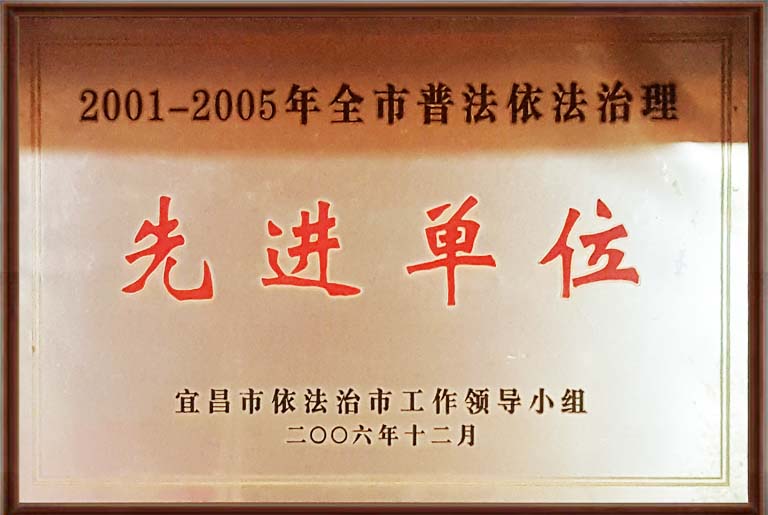 2001-2005年全市普法依法治理
先进单位
宜昌市依法治市工作领导小组
二〇〇六年十二月